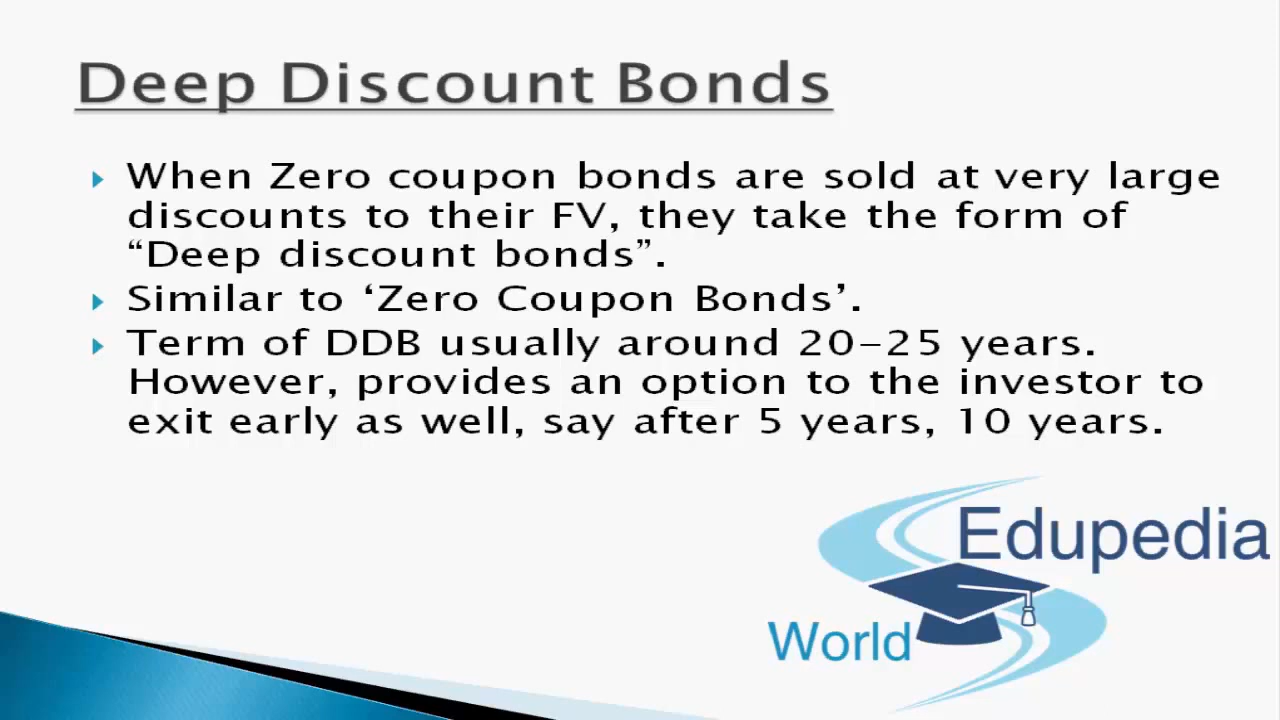 Deep Discount Bonds
When Zero coupon bonds are sold at very large
discounts to their FV, they take the form of
“Deep discount bonds”.
Similar to ‘Zero Coupon Bonds’.
Term of DDB usually around 20-25 years.
However, provides an option to the investor to
exit early as well, say after 5 years, 10 years.
Edupedia
World